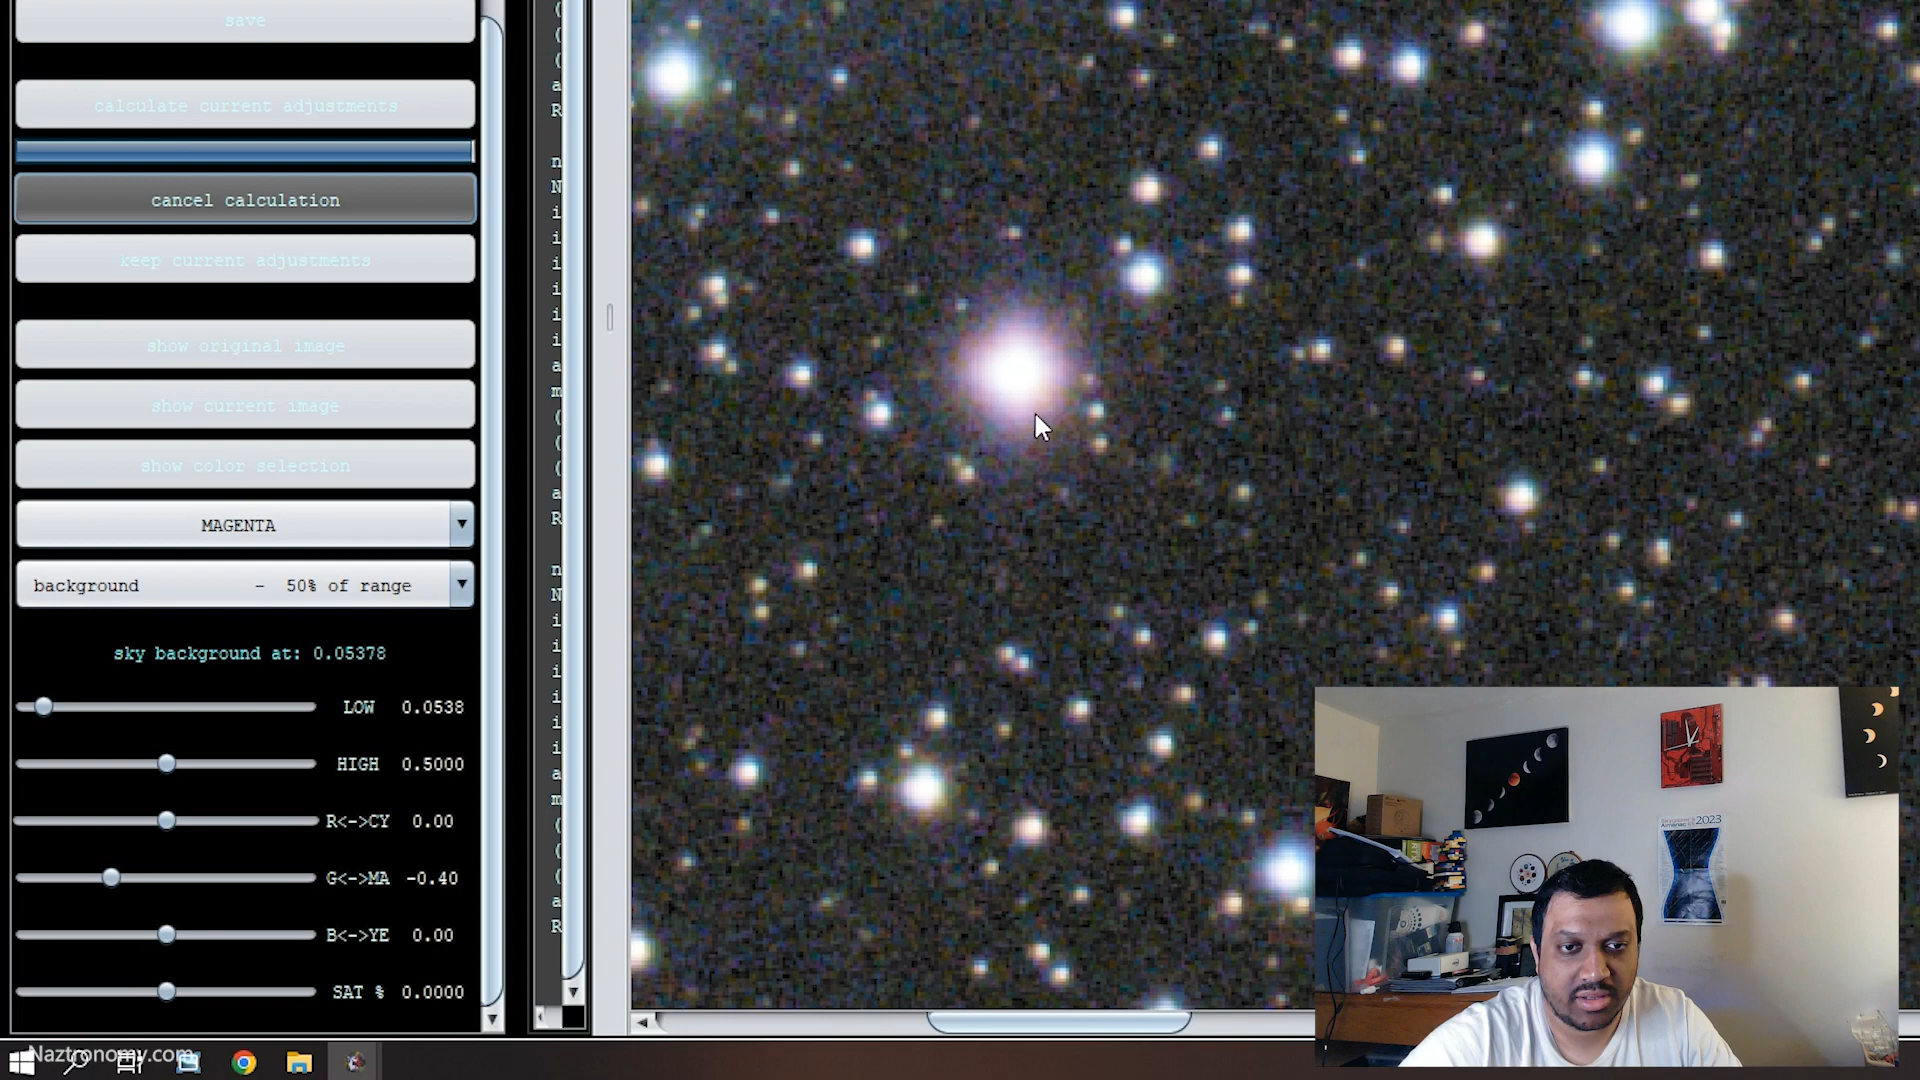 save
calculate current adjustments
cancel calculation
keep current adjustments
show original image
show current image
show color selection
MAGENTA
background - 50% of range
sky background at: 0.05378
LOW 0.0538
HIGH 0.5000
R<->CY 0.00
G<->MA -0.40
B<->YE 0.00
SAT % 0.0000
(
(
(
a
R
n
N
i
i
i
i
i
i
a
m
(
(
(
a
R
n
N
i
i
i
i
i
i
i
a
m
(
(
(
a
R
2023
Naztronomy.com